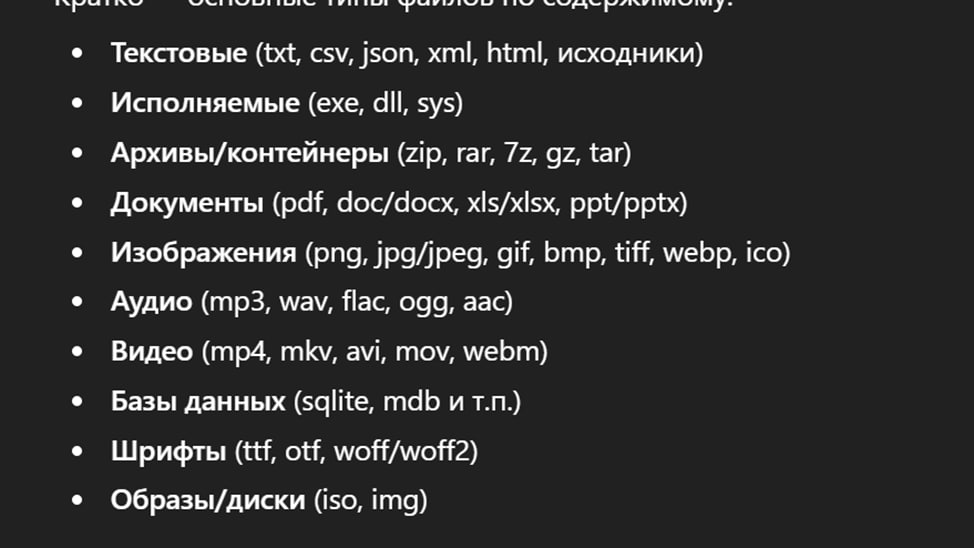 Кратко — основные типы файлов по содержимому:
• Текстовые (txt, csv, json, xml, html, исходники)
• Исполняемые (exe, dll, sys)
• Архивы/контейнеры (zip, rar, 7z, gz, tar)
• Документы (pdf, doc/docx, xls/xlsx, ppt/pptx)
• Изображения (png, jpg/jpeg, gif, bmp, tiff, webp, ico)
• Аудио (mp3, wav, flac, ogg, aac)
• Видео (mp4, mkv, avi, mov, webm)
• Базы данных (sqlite, mdb и т.п.)
• Шрифты (ttf, otf, woff/woff2)
• Образы/диски (iso, img)